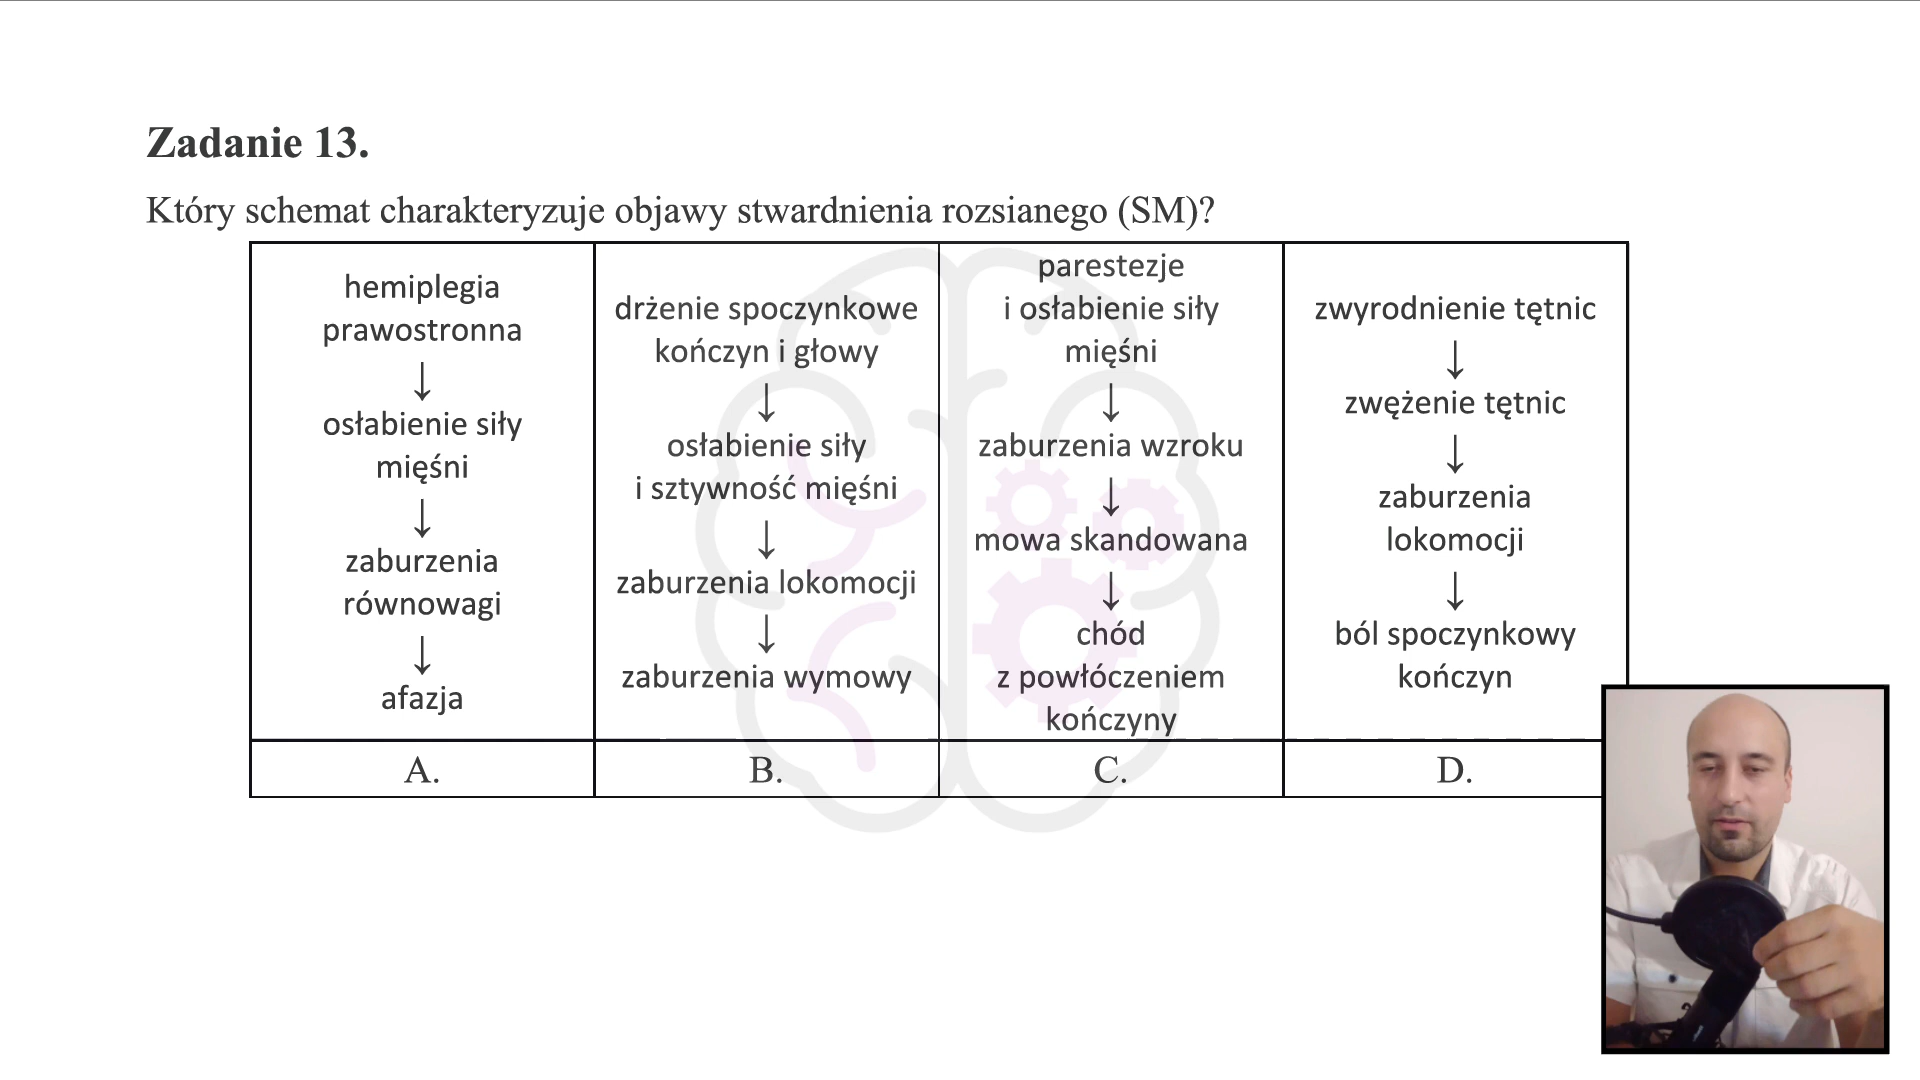 Zadanie 13.
Który schemat charakteryzuje objawy stwardnienia rozsianego (SM)?
hemiplegia
prawostronna
↓
osłabienie siły
mięśni
↓
zaburzenia
równowagi
↓
afazja
A.
drżenie spoczynkowe
kończyn i głowy
↓
osłabienie siły
i sztywność mięśni
↓
zaburzenia lokomocji
↓
zaburzenia wymowy
B.
parestezje
i osłabienie siły
mięśni
↓
zaburzenia wzroku
↓
mowa skandowana
↓
chód
z powłóczeniem
kończyny
C.
zwyrodnienie tętnic
↓
zwężenie tętnic
↓
zaburzenia
lokomocji
↓
ból spoczynkowy
kończyn
D.